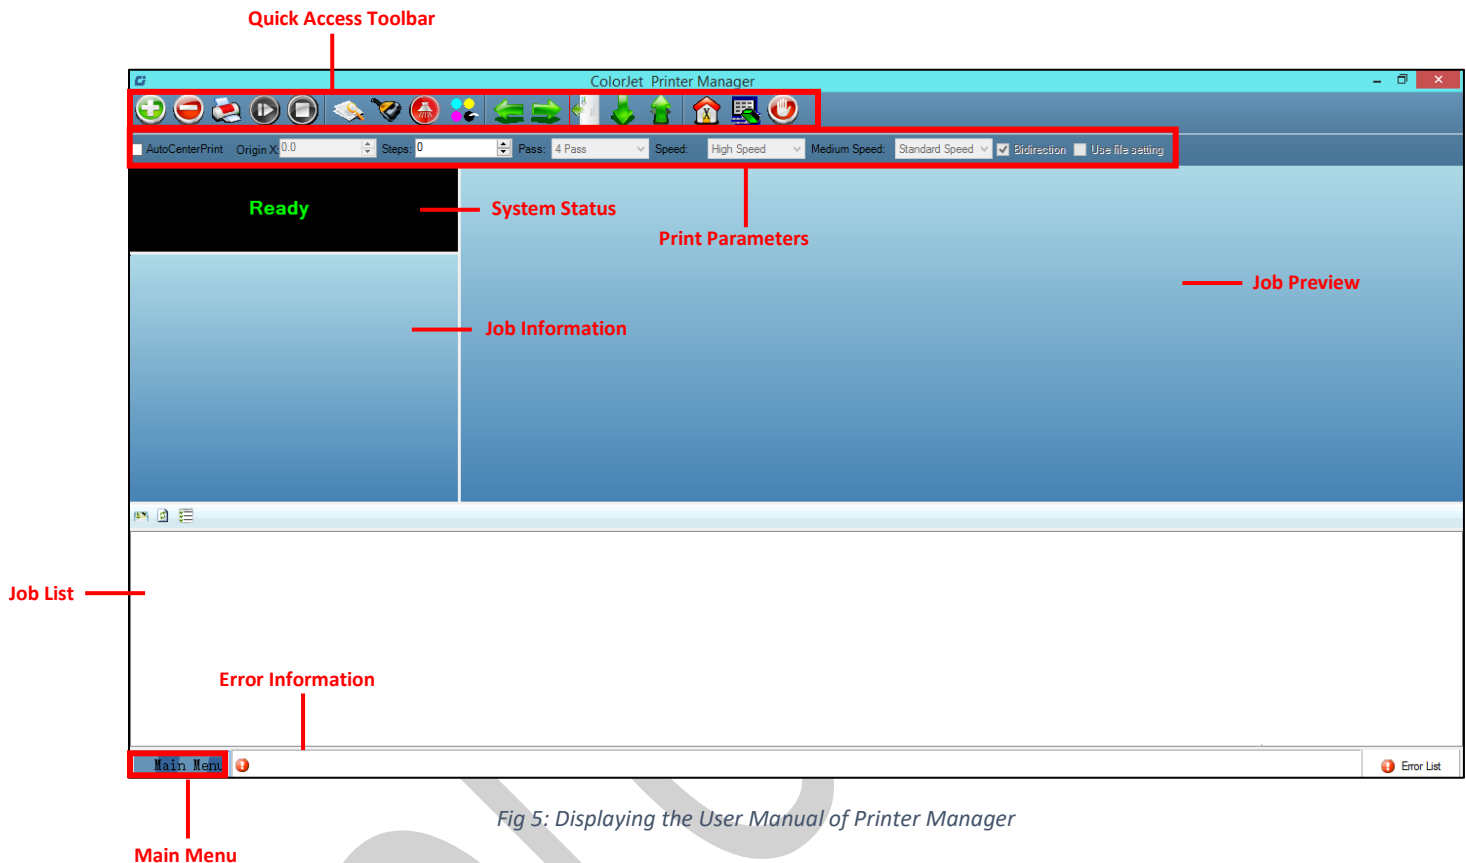 Quick Access Toolbar
ColorJet Printer Manager
AutoCenterPrint Origin X: 0.0 Steps: 0 Pass: 4 Pass Speed: High Speed Medium Speed: Standard Speed Bidirection Use file setting
Ready
System Status
Print Parameters
Job Preview
Job Information
Job List
Error Information
Main Menu
Error List
Fig 5: Displaying the User Manual of Printer Manager
Main Menu